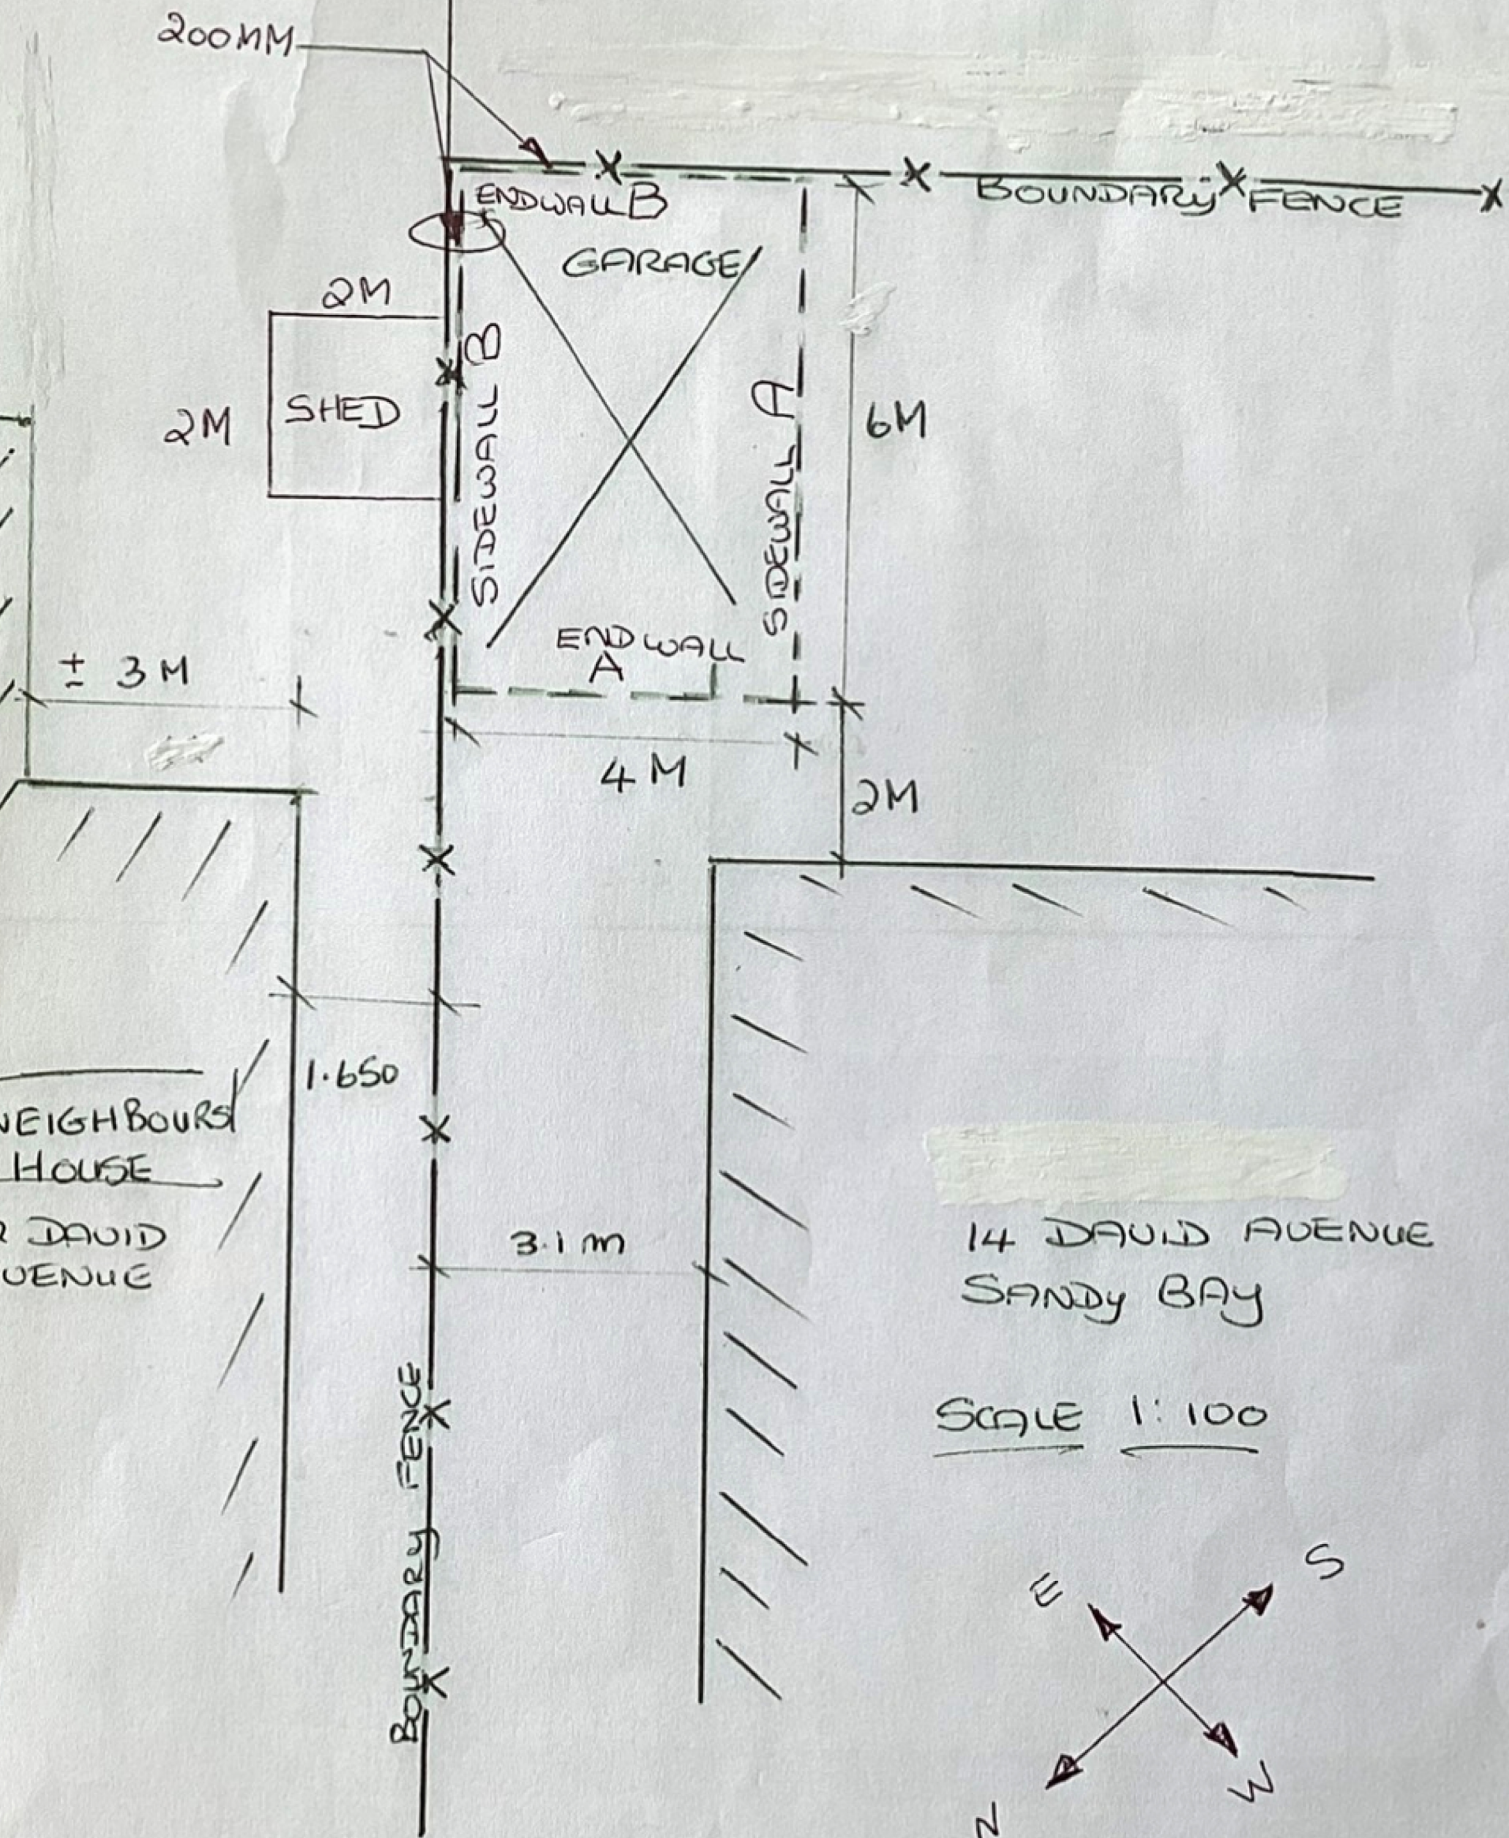 200MM
ENDWALL B
BOUNDARY FENCE
GARAGE
2M
SHED
2M
SIDEWALL B
SIDEWALL A
6M
± 3M
ENDWALL
A
4M
2M
1.650
NEIGHBOURS
HOUSE
DAVID
AVENUE
3.1m
14 DAVID AVENUE
SANDY BAY
BOUNDARY FENCE
SCALE 1:100
E
S
N
W